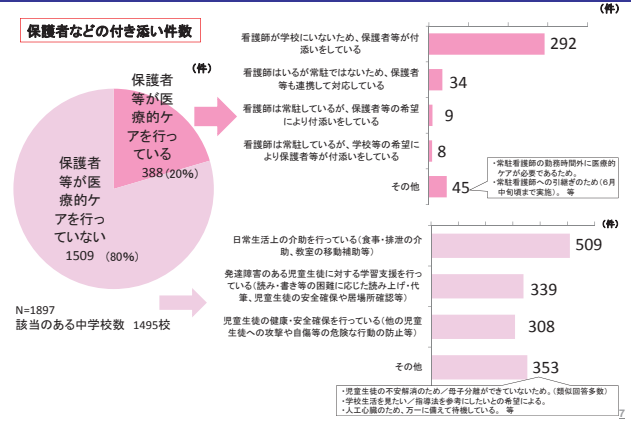 (件)
保護者などの付き添い件数
(件)
保護者
等が医
療的ケ
アを行っ
ている
388(20%)
保護者
等が医
療的ケ
アを行っ
ていない
1509 (80%)
N=1897
該当のある中学校数 1495校
看護師が学校にいないため、保護者等が付
添いをしている
292
看護師はいるが常駐ではないため、保護者
等も連携して対応している
34
看護師は常駐しているが、保護者等の希望
により付添いをしている
9
看護師は常駐しているが、学校等の希望に
より保護者等が付添いをしている
8
その他
45
・常駐看護師の勤務時間外に医療的
ケアが必要であるため。
・常駐看護師への引継ぎのため(6月
中旬頃まで実施)。 等
(件)
日常生活上の介助を行っている(食事・排泄の介
助、教室の移動補助等)
509
発達障害のある児童生徒に対する学習支援を行っ
ている(読み・書き等の困難に応じた読み上げ・代
筆、児童生徒の安全確保や居場所確認等)
339
児童生徒の健康・安全確保を行っている(他の児童
生徒への攻撃や自傷等の危険な行動の防止等)
308
その他
353
・児童生徒の不安解消のため/母子分離ができていないため。(類似回答多数)
・学校生活を見たい/指導法を参考にしたいとの希望による。
・人工心臓のため、万一に備えて待機している。 等
7